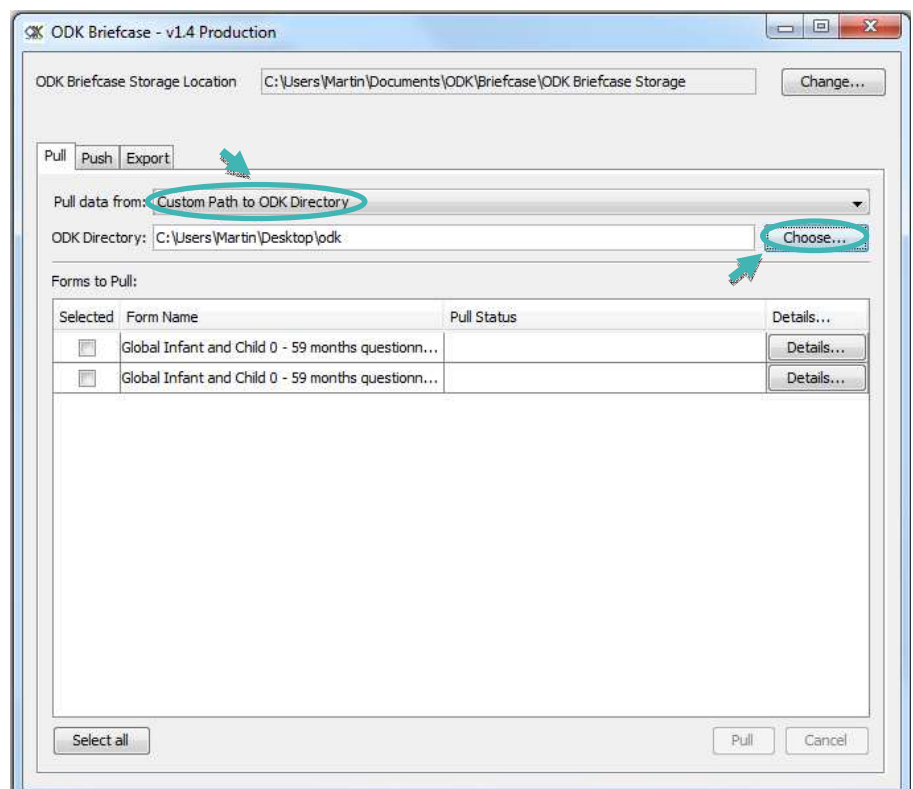 ODK Briefcase - v1.4 Production
ODK Briefcase Storage Location C:\Users\Martin\Documents\ODK\Briefcase\ODK Briefcase Storage Change...
Pull Push Export
Pull data from: Custom Path to ODK Directory
ODK Directory: C:\Users\Martin\Desktop\odk Choose...
Forms to Pull:
Selected Form Name Pull Status Details...
Global Infant and Child 0 - 59 months questionn... Details...
Global Infant and Child 0 - 59 months questionn... Details...
Select all Pull Cancel